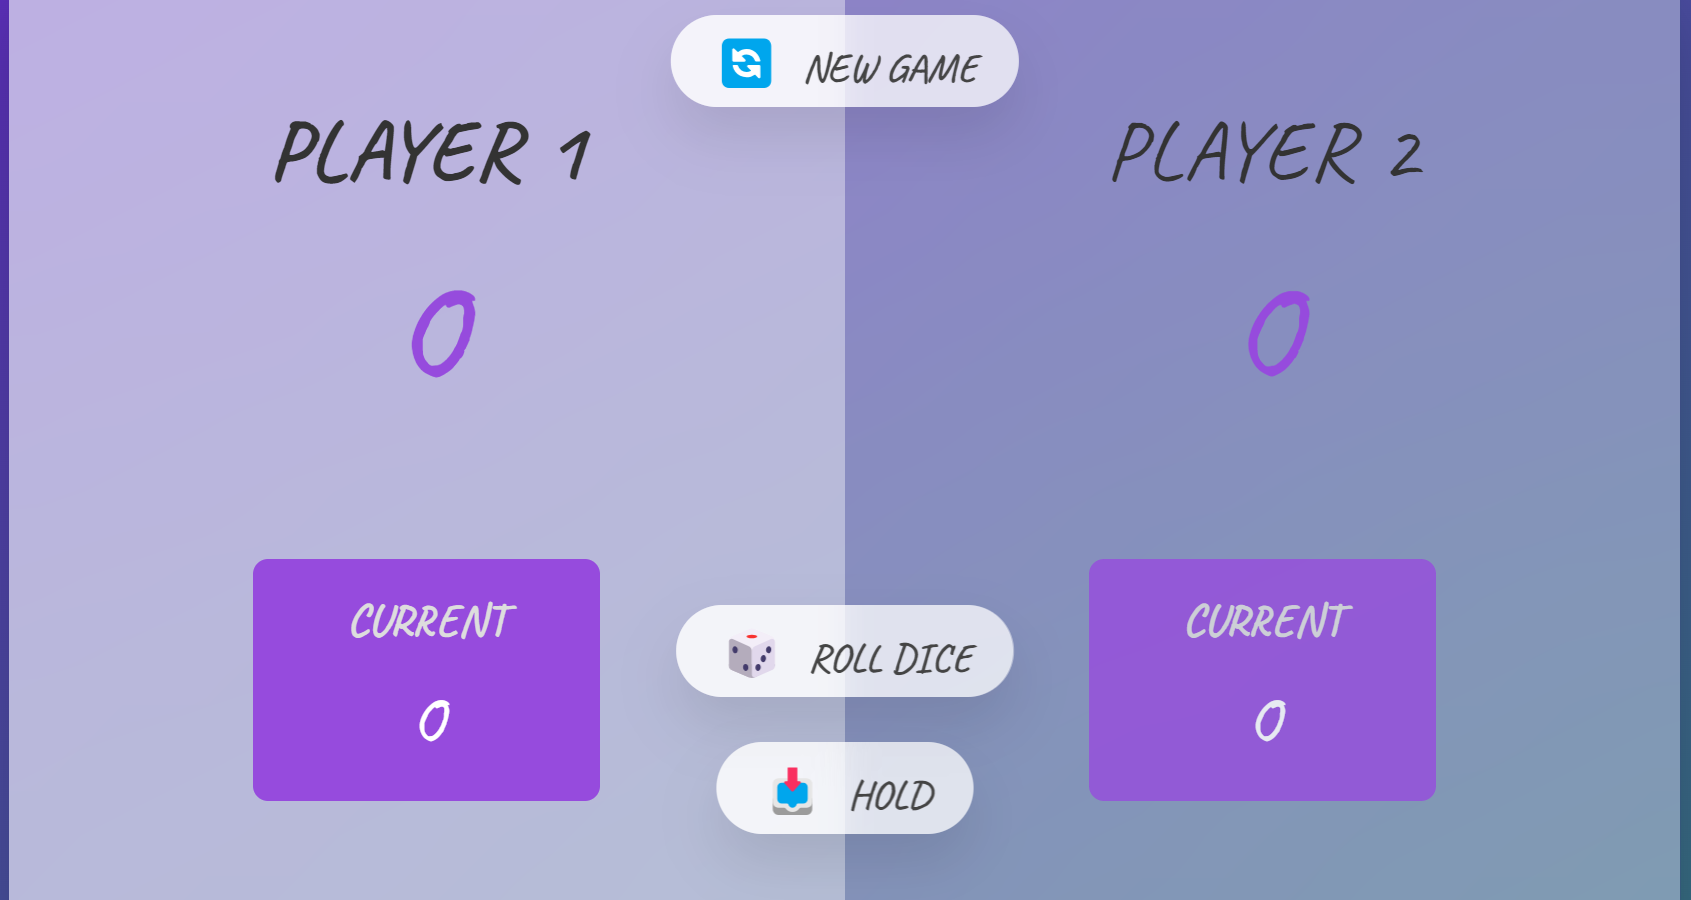 NEW GAME
PLAYER 1
0
CURRENT
0
PLAYER 2
0
CURRENT
0
ROLL DICE
HOLD